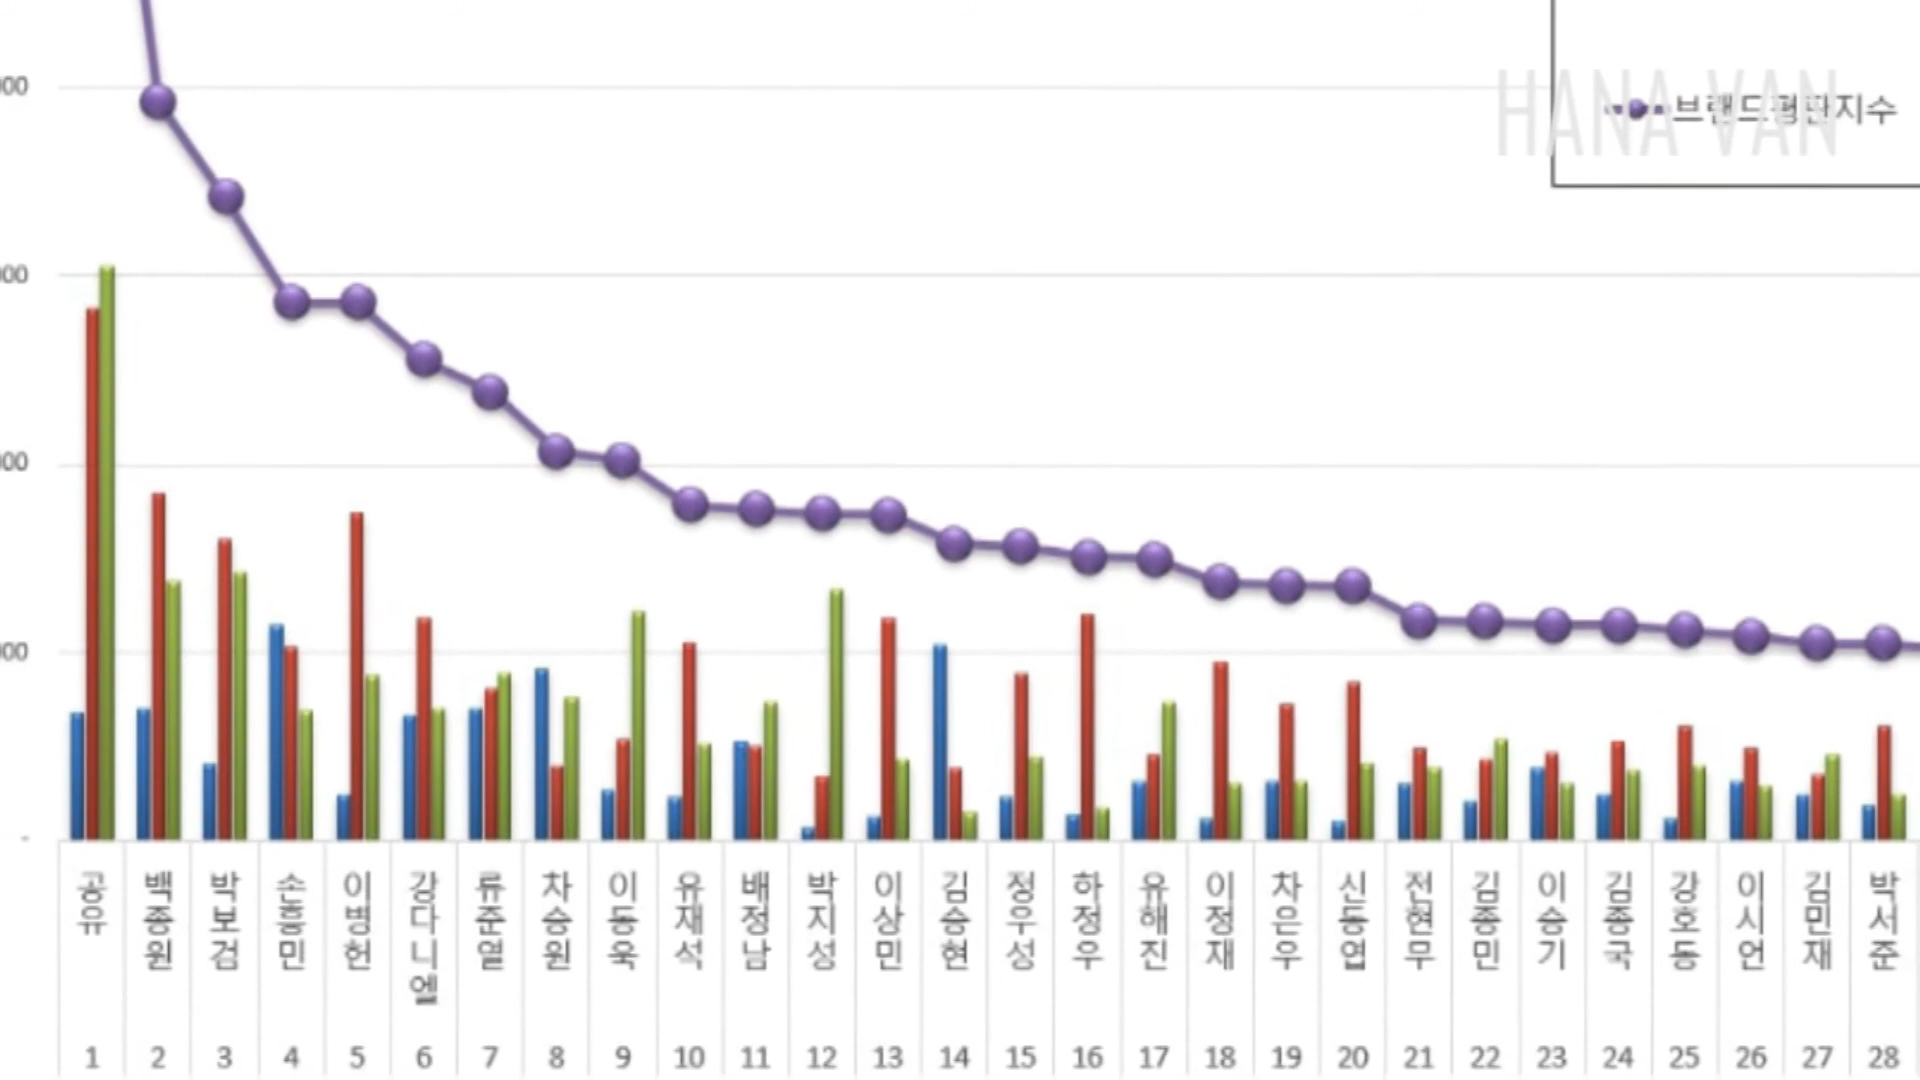 000
HANA VAN
브랜드평판지수
000
000
000
-
공유 백종원 박보검 손흥민 이병헌 강다니엘 류준열 차승원 이동욱 유재석 배정남 박지성 이상민 김승현 정우성 하정우 유해진 이정재 차은우 신동엽 전현무 김종민 이승기 김종국 강호동 이시언 김민재 박서준
1 2 3 4 5 6 7 8 9 10 11 12 13 14 15 16 17 18 19 20 21 22 23 24 25 26 27 28